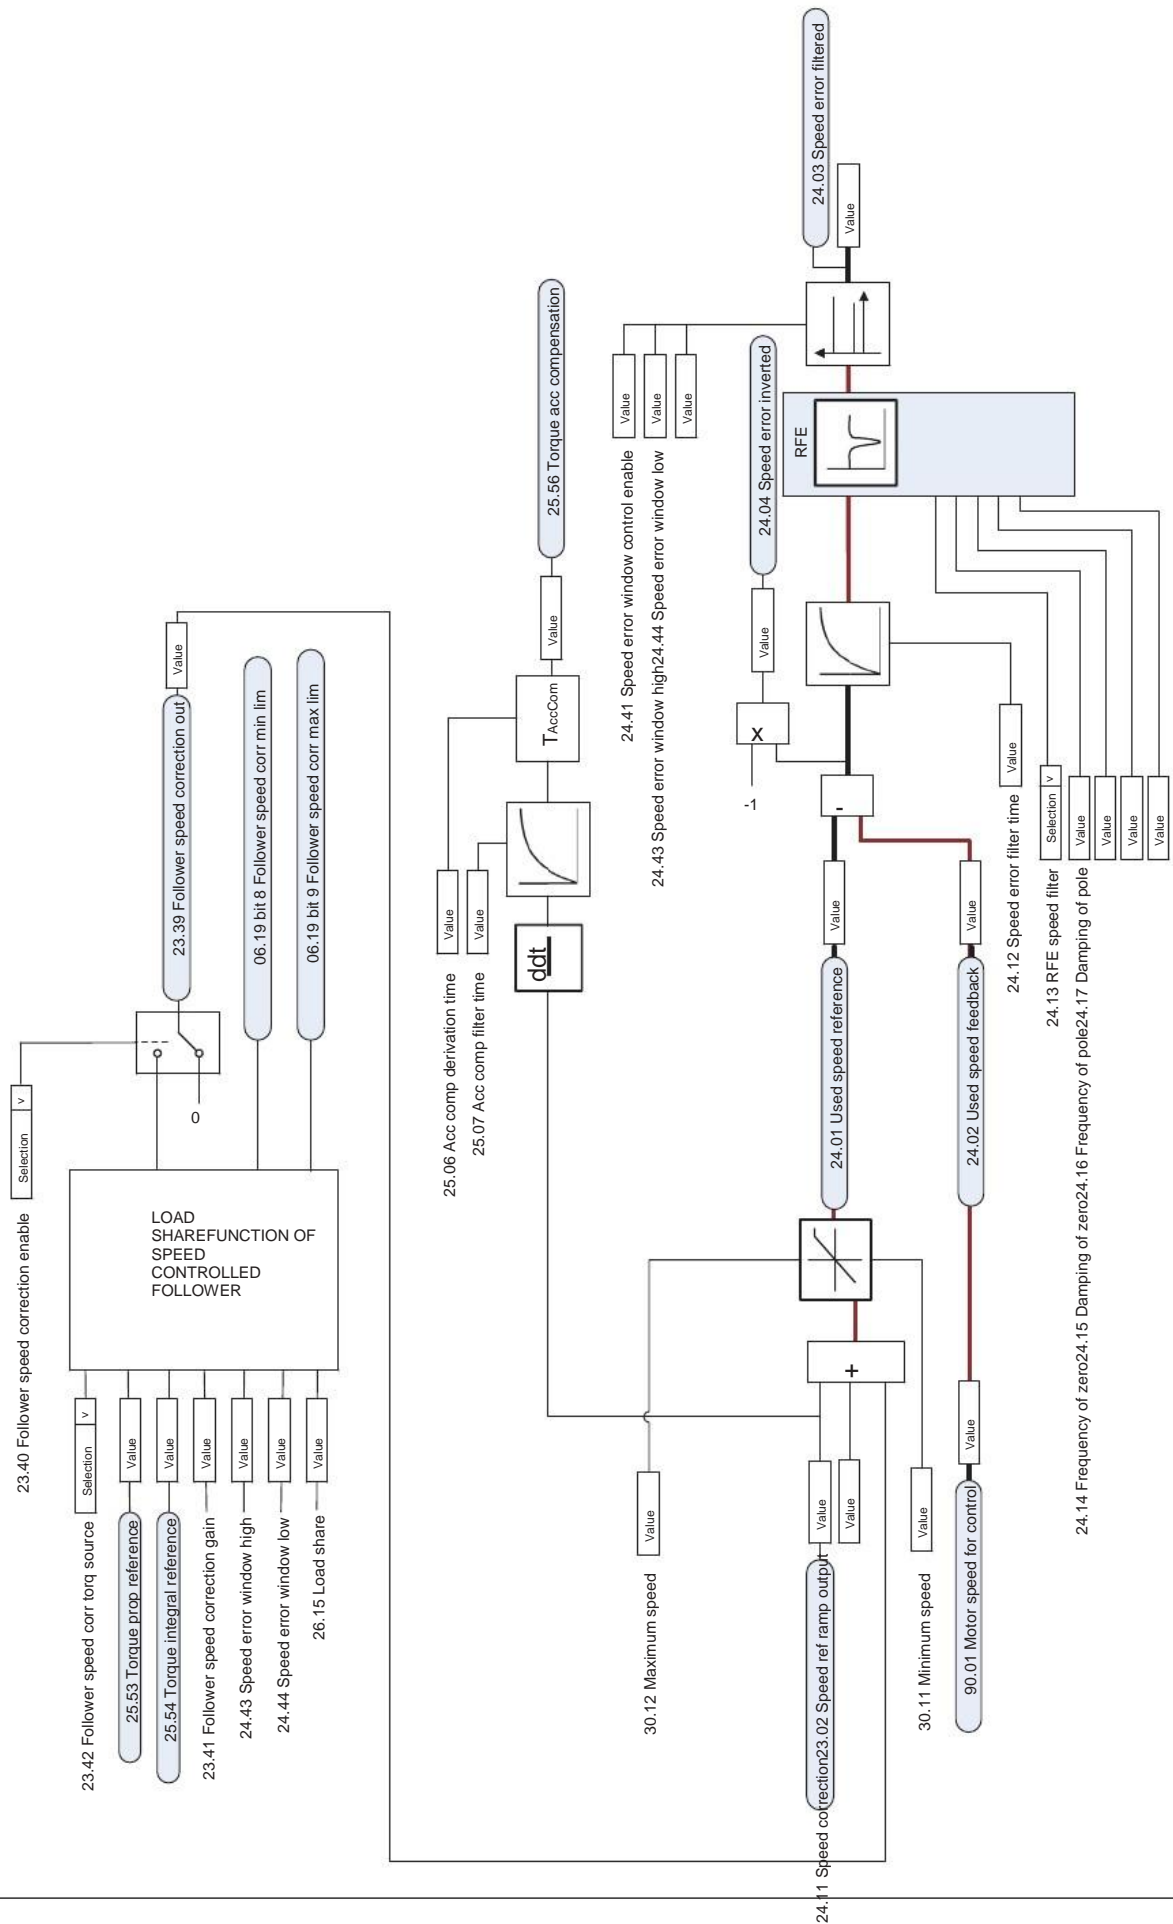 23.40 Follower speed correction enable
Selection v
23.42 Follower speed corr torq source
Selection v
25.53 Torque prop reference
Value
25.54 Torque integral reference
Value
23.41 Follower speed correction gain
Value
24.43 Speed error window high
Value
24.44 Speed error window low
Value
26.15 Load share
Value
LOAD
SHAREFUNCTION OF
SPEED
CONTROLLED
FOLLOWER
0
23.39 Follower speed correction out
Value
06.19 bit 8 Follower speed corr min lim
06.19 bit 9 Follower speed corr max lim
25.06 Acc comp derivation time
Value
25.07 Acc comp filter time
Value
ddt
TAccCom
Value
25.56 Torque acc compensation
30.12 Maximum speed
Value
24.11 Speed correction23.02 Speed ref ramp output
Value
Value
30.11 Minimum speed
Value
+
24.01 Used speed reference
Value
90.01 Motor speed for control
Value
24.02 Used speed feedback
Value
-
-1
X
Value
24.04 Speed error inverted
24.41 Speed error window control enable
Value
24.43 Speed error window high24.44 Speed error window low
Value
Value
RFE
24.03 Speed error filtered
Value
24.12 Speed error filter time
Value
24.13 RFE speed filter
Selection v
24.14 Frequency of zero24.15 Damping of zero24.16 Frequency of pole24.17 Damping of pole
Value
Value
Value
Value